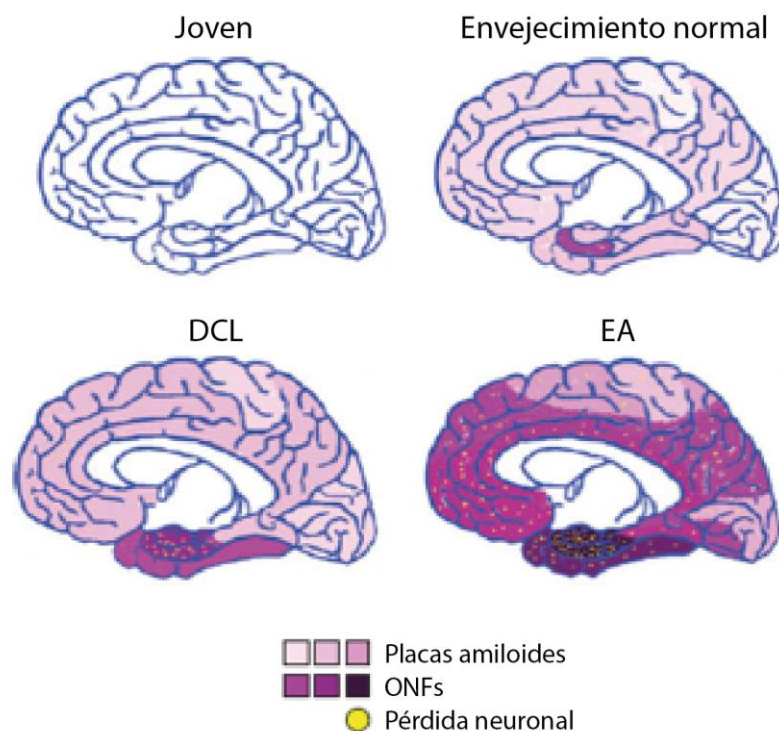 Joven
Envejecimiento normal
DCL
EA
Placas amiloides
ONFs
Pérdida neuronal